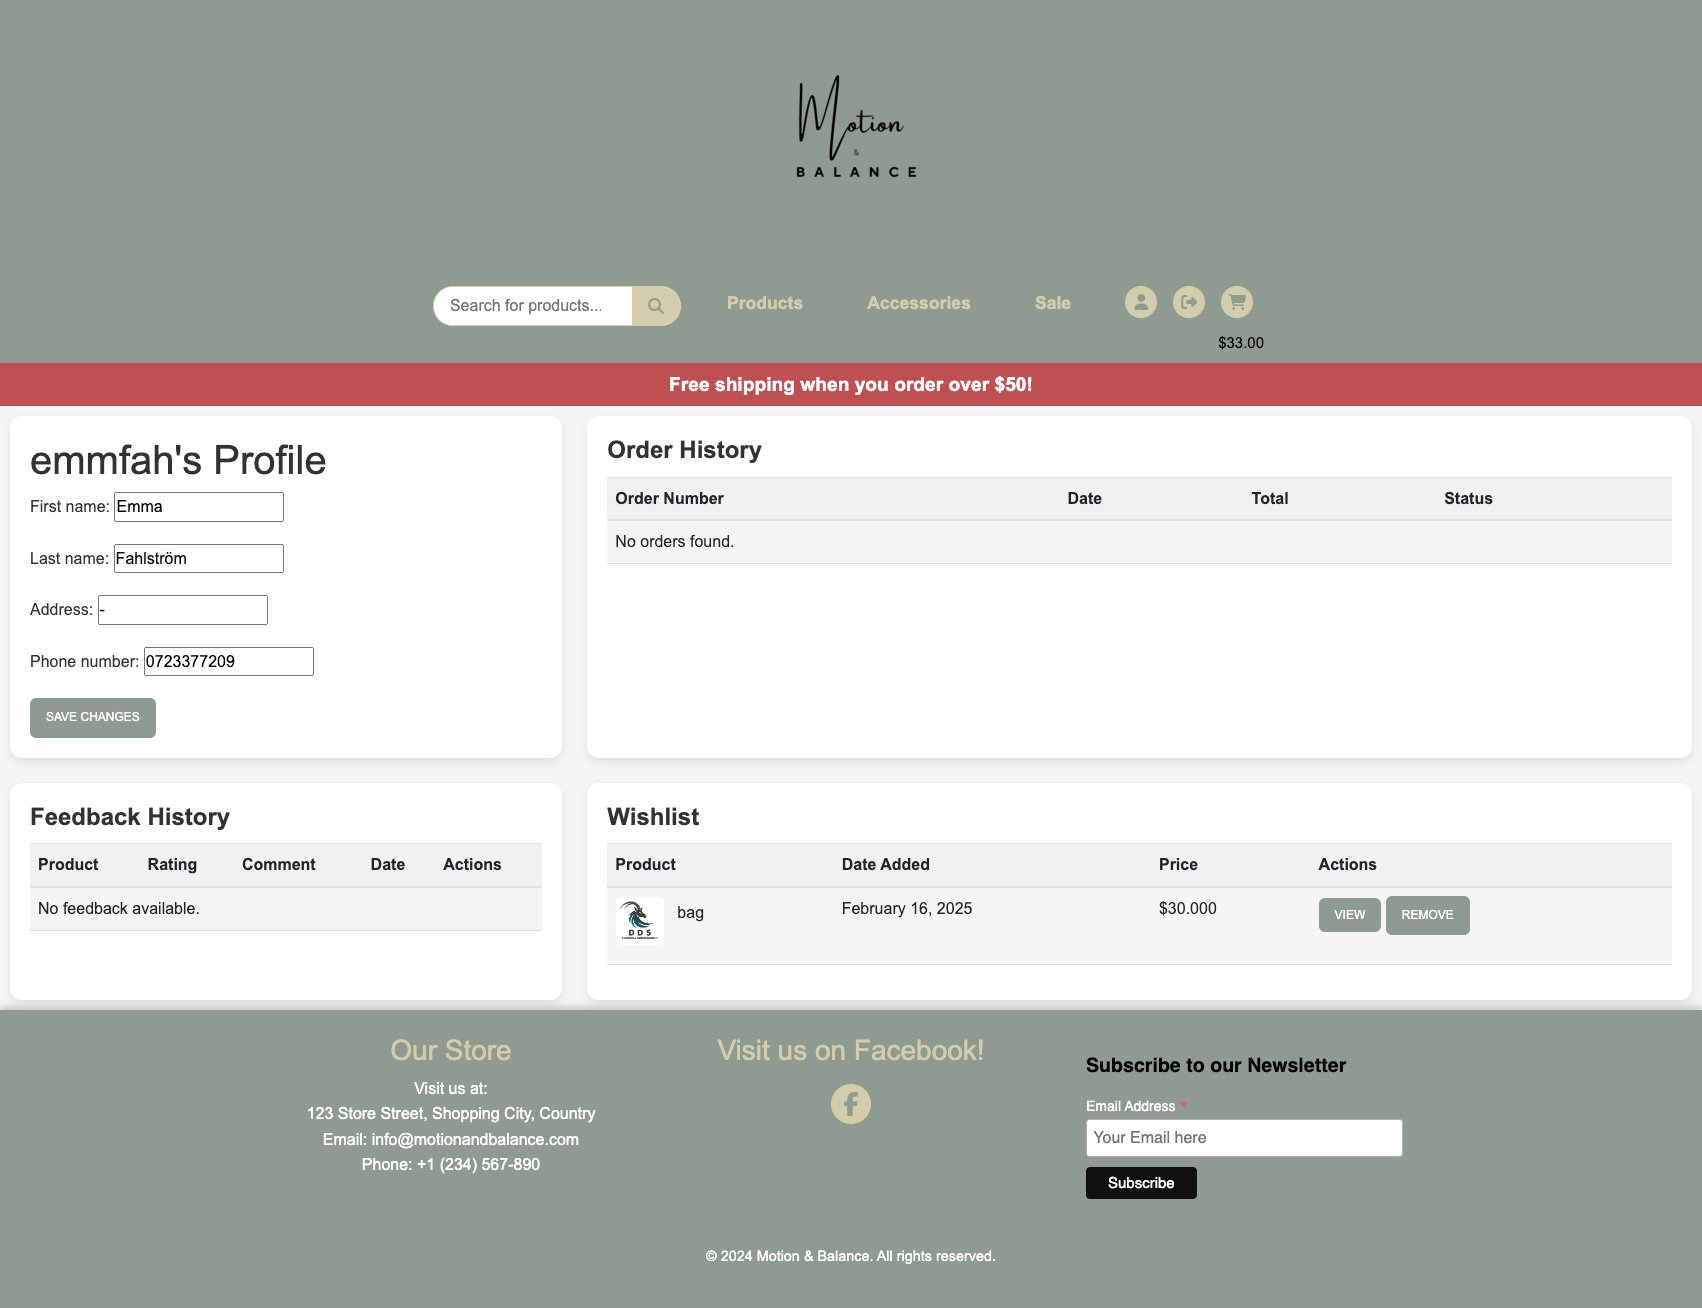 Motion
&
BALANCE
Search for products...
Products
Accessories
Sale
$33.00
Free shipping when you order over $50!
emmfah's Profile
First name: Emma
Last name: Fahlström
Address: -
Phone number: 0723377209
SAVE CHANGES
Order History
Order Number Date Total Status
No orders found.
Feedback History
Product Rating Comment Date Actions
No feedback available.
Wishlist
Product Date Added Price Actions
DDS
bag February 16, 2025 $30.000 VIEW REMOVE
Our Store
Visit us at:
123 Store Street, Shopping City, Country
Email: info@motionandbalance.com
Phone: +1 (234) 567-890
Visit us on Facebook!
Subscribe to our Newsletter
Email Address *
Your Email here
Subscribe
© 2024 Motion & Balance. All rights reserved.